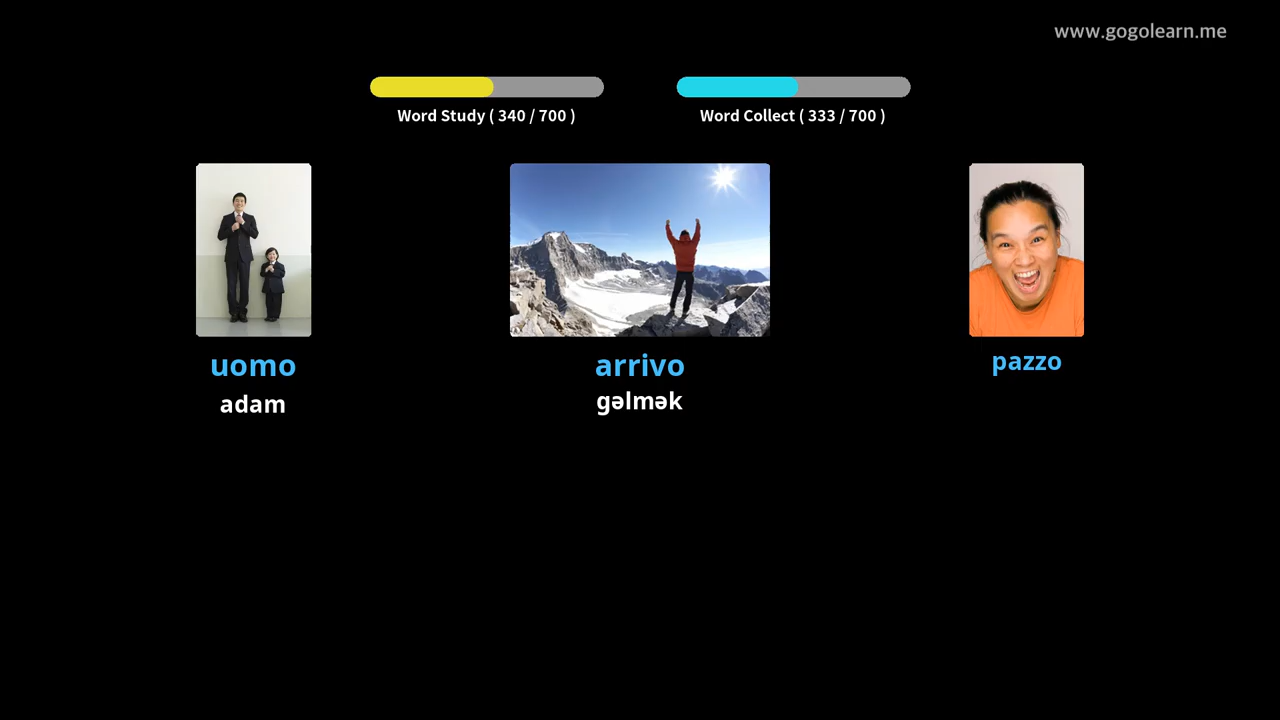 www.gogolearn.me
Word Study ( 340 / 700 )
Word Collect ( 333 / 700 )
uomo
adam
arrivo
gəlmək
pazzo